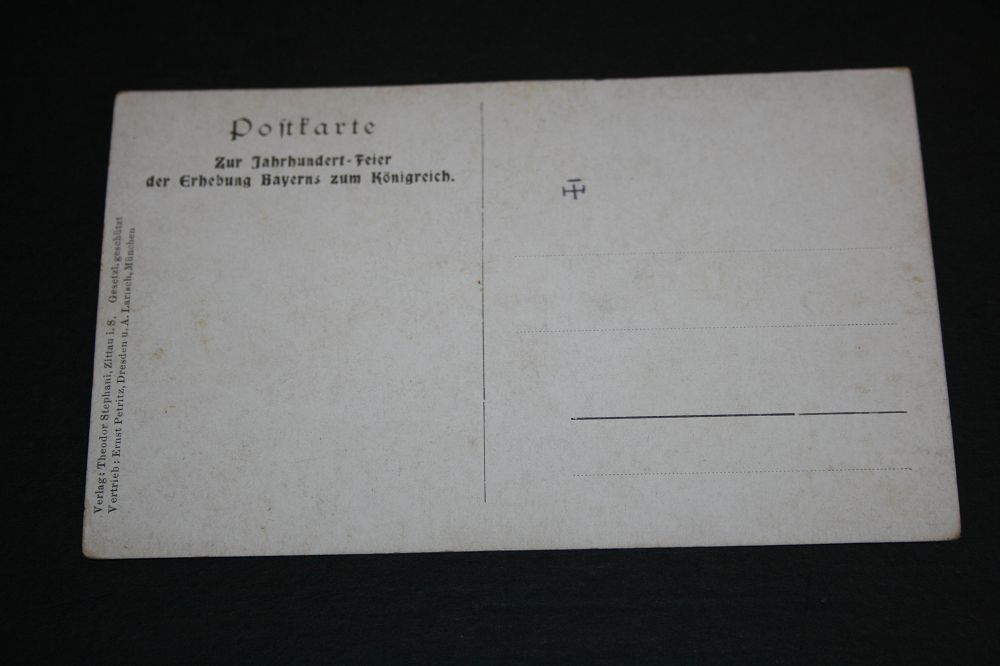 Postkarte
Zur Jahrhundert-Feier
der Erhebung Bayerns zum Königreich.
Verlag: Theodor Stephani, Zittau i. S. Gesetzl. geschützt
Vertrieb: Ernst Petritz, Dresden u. A. Larisch, München.